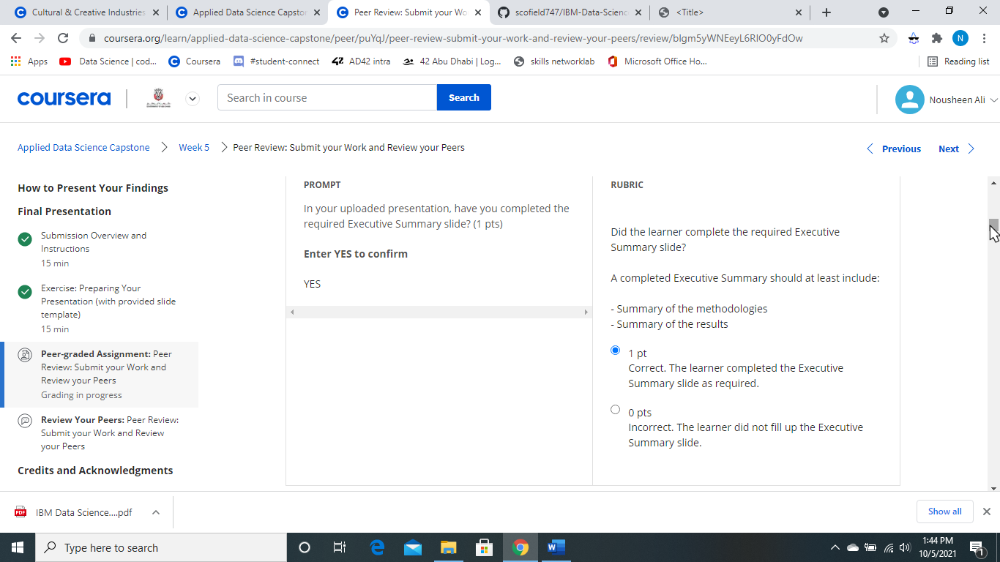 Cultural & Creative Industries
Applied Data Science Capston
Peer Review: Submit your Wo
scofield747/IBM-Data-Scienc
<Title>
coursera.org/learn/applied-data-science-capstone/peer/puYqJ/peer-review-submit-your-work-and-review-your-peers/review/blgm5yWNEeyL6RIO0yFdOw
N
Apps
Data Science | cod...
Coursera
#student-connect
AD42 intra
42 Abu Dhabi | Log...
skills networklab
Microsoft Office Ho...
Reading list
coursera
Search in course
Search
Nousheen Ali
Applied Data Science Capstone
Week 5
Peer Review: Submit your Work and Review your Peers
Previous
Next
How to Present Your Findings
Final Presentation
Submission Overview and
Instructions
15 min
Exercise: Preparing Your
Presentation (with provided slide
template)
15 min
Peer-graded Assignment: Peer
Review: Submit your Work and
Review your Peers
Grading in progress
Review Your Peers: Peer Review:
Submit your Work and Review
your Peers
Credits and Acknowledgments
PROMPT
In your uploaded presentation, have you completed the
required Executive Summary slide? (1 pts)
Enter YES to confirm
YES
RUBRIC
Did the learner complete the required Executive
Summary slide?
A completed Executive Summary should at least include:
- Summary of the methodologies
- Summary of the results
1 pt
Correct. The learner completed the Executive
Summary slide as required.
0 pts
Incorrect. The learner did not fill up the Executive
Summary slide.
PDF
IBM Data Science....pdf
Show all
Type here to search
1:44 PM
10/5/2021
1